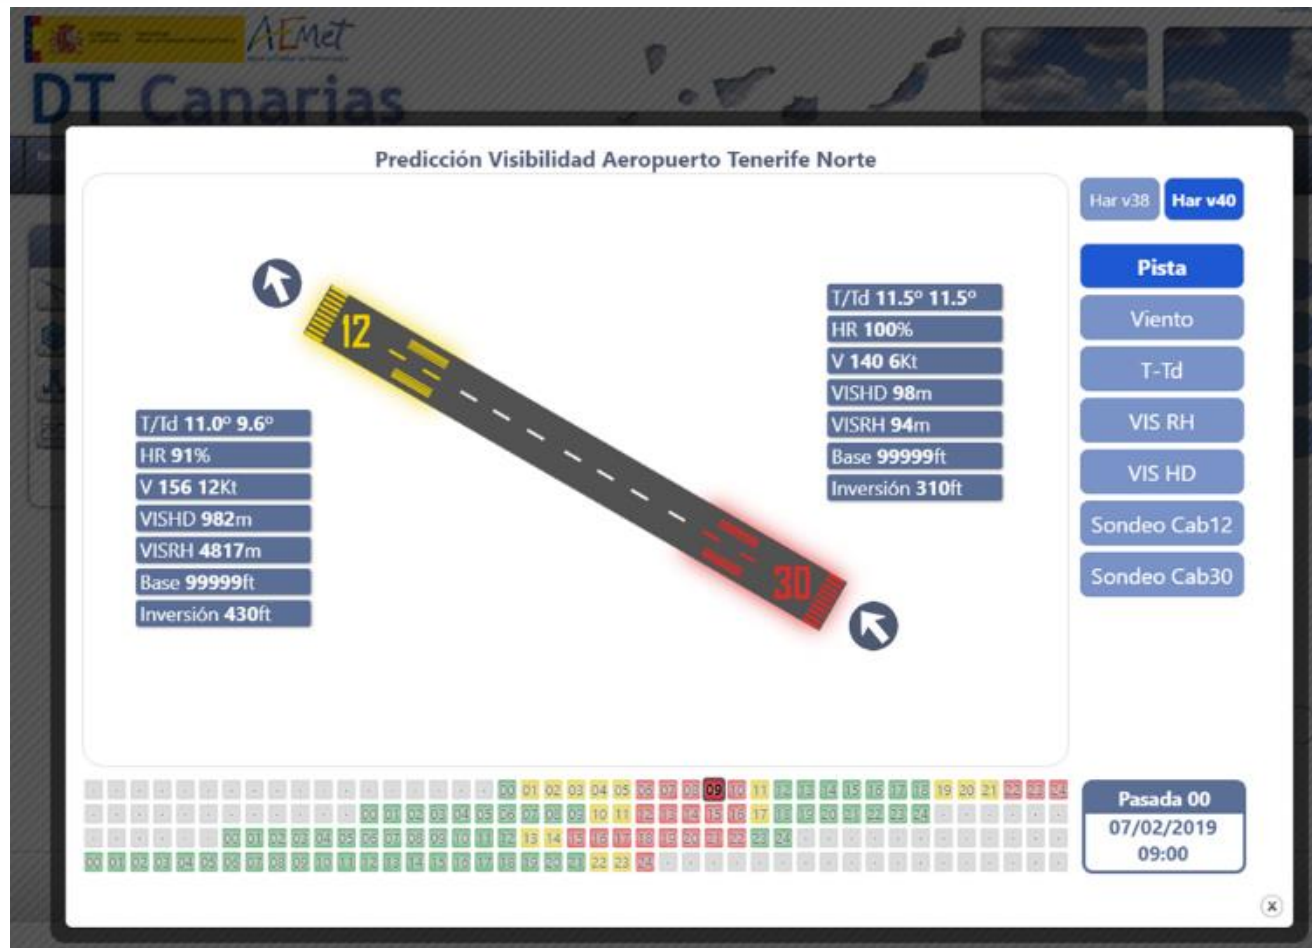 AEMet
DT Canarias
Predicción Visibilidad Aeropuerto Tenerife Norte
Har v38 Har v40
Pista
Viento
T-Td
VIS RH
VIS HD
Sondeo Cab12
Sondeo Cab30
12
T/Td 11.5º 11.5º
HR 100%
V 140 6Kt
VISHD 98m
VISRH 94m
Base 99999ft
Inversión 310ft
T/Td 11.0º 9.6º
HR 91%
V 156 12Kt
VISHD 982m
VISRH 4817m
Base 99999ft
Inversión 430ft
30
00 01 02 03 04 05 06 07 08 09 10 11 12 13 14 15 16 17 18 19 20 21 22 23 24
00 01 02 03 04 05 06 07 08 09 10 11 12 13 14 15 16 17 18 19 20 21 22 23 24
00 01 02 03 04 05 06 07 08 09 10 11 12 13 14 15 16 17 18 19 20 21 22 23 24
00 01 02 03 04 05 06 07 08 09 10 11 12 13 14 15 16 17 18 19 20 21 22 23 24
Pasada 00
07/02/2019
09:00
x